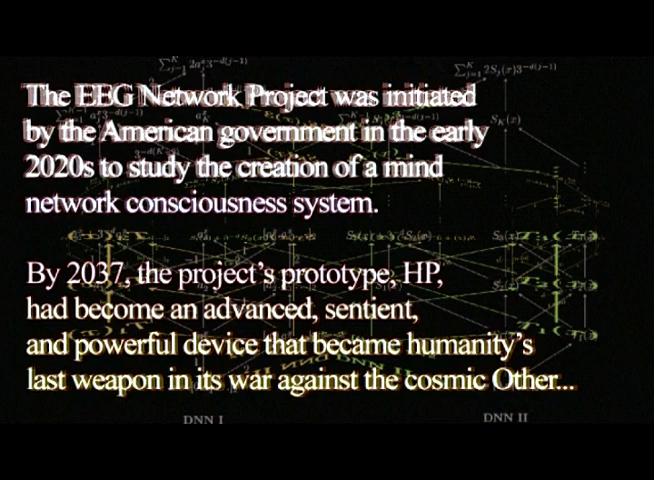 The EEG Network Project was initiated
by the American government in the early
2020s to study the creation of a mind
network consciousness system.
By 2037, the project's prototype, HP,
had become an advanced, sentient,
and powerful device that became humanity's
last weapon in its war against the cosmic Other...
DNN I
DNN II